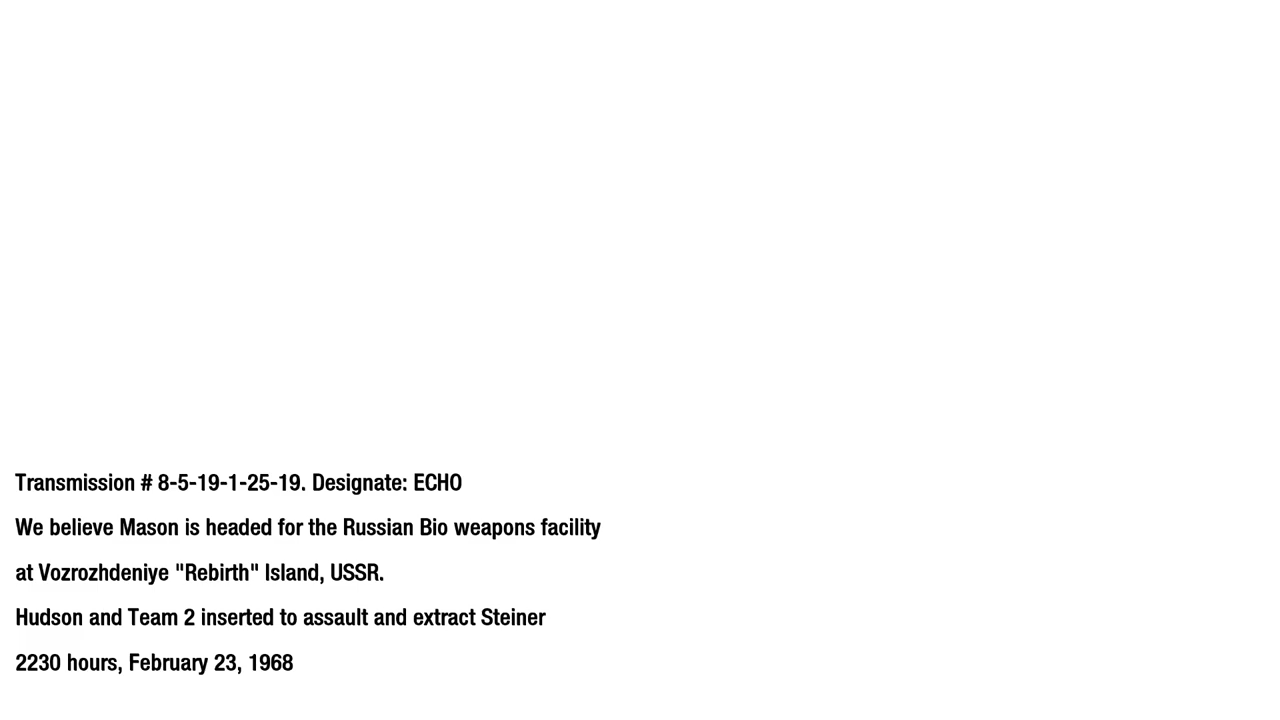 Transmission # 8-5-19-1-25-19. Designate: ECHO
We believe Mason is headed for the Russian Bio weapons facility
at Vozrozhdeniye "Rebirth" Island, USSR.
Hudson and Team 2 inserted to assault and extract Steiner
2230 hours, February 23, 1968